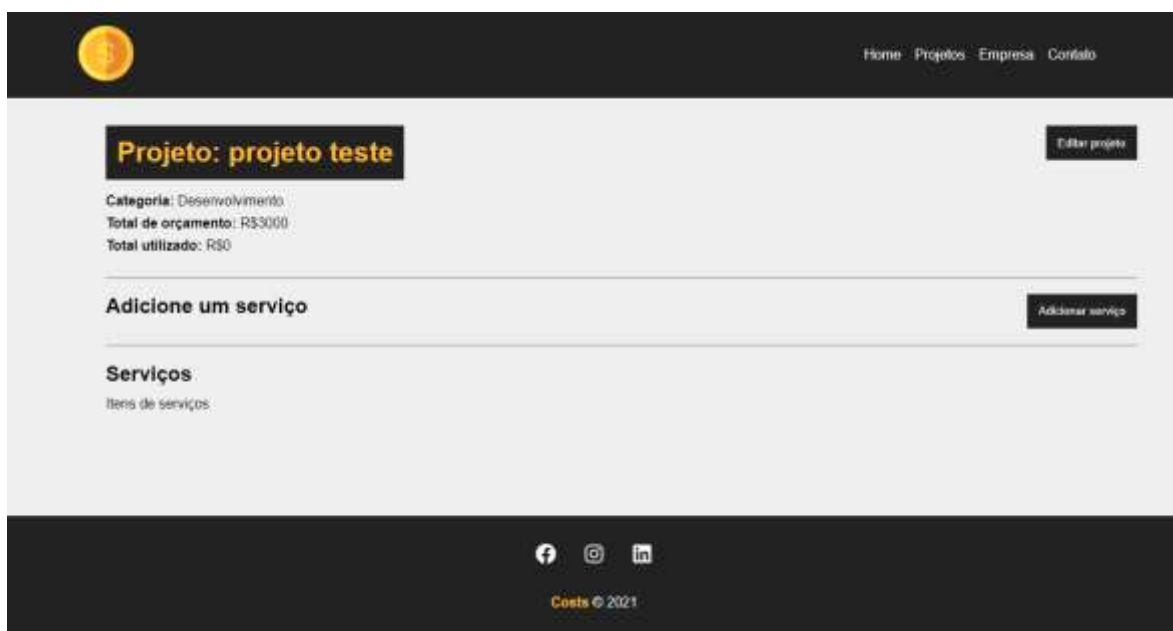 Home Projetos Empresa Contato
Projeto: projeto teste
Editar projeto
Categoria: Desenvolvimento
Total de orçamento: R$3000
Total utilizado: R$0
Adicione um serviço
Adicionar serviço
Serviços
Itens de serviços
Costs © 2021